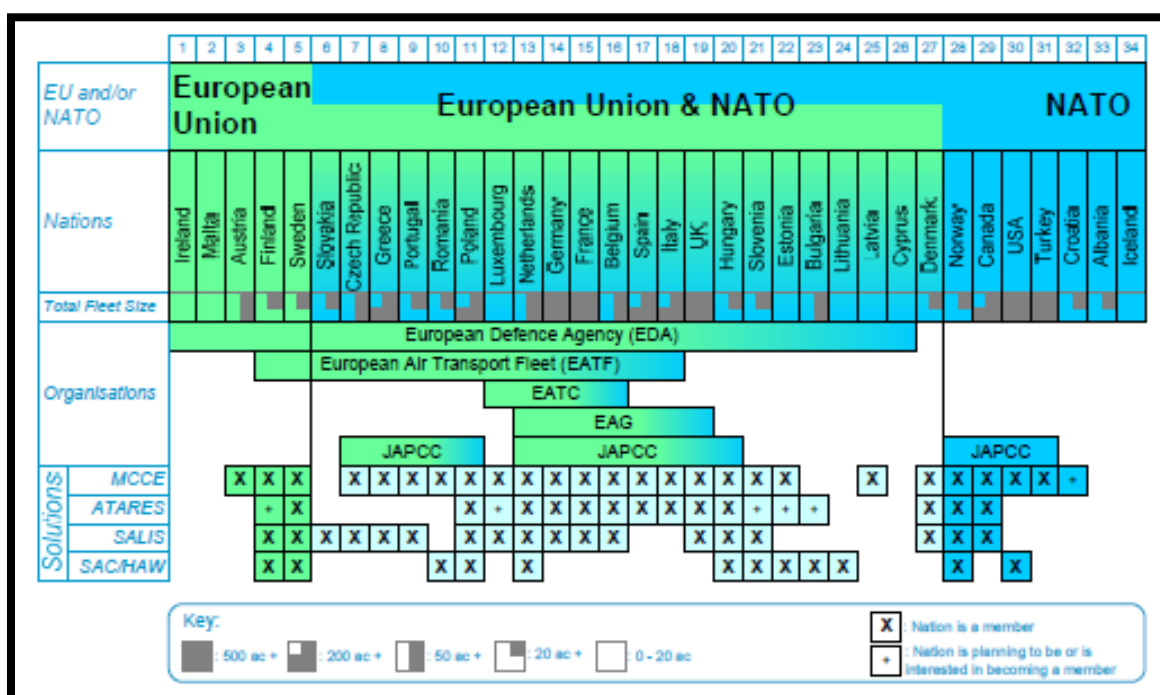 1 2 3 4 5 6 7 8 9 10 11 12 13 14 15 16 17 18 19 20 21 22 23 24 25 26 27 28 29 30 31 32 33 34
EU and/or
NATO
European
Union
European Union & NATO
NATO
Nations
Ireland
Malta
Austria
Finland
Sweden
Slovakia
Czech Republic
Greece
Portugal
Romania
Poland
Luxembourg
Netherlands
Germany
France
Belgium
Spain
Italy
UK
Hungary
Slovenia
Estonia
Bulgaria
Lithuania
Latvia
Cyprus
Denmark
Norway
Canada
USA
Turkey
Croatia
Albania
Iceland
Total Fleet Size
Organisations
European Defence Agency (EDA)
European Air Transport Fleet (EATF)
EATC
EAG
JAPCC JAPCC JAPCC
Solutions
MCCE X X X X X X X X X X X X X X X X X X X X X X X X X +
ATARES + X X + X X X X X X X X + + + X X X
SALIS X X X X X X X X X X X X X X X X X X
SAC/HAW X X X X X X X X X X X X
Key:
: 500 ac +
: 200 ac +
: 50 ac +
: 20 ac +
: 0 - 20 ac
X : Nation is a member
+ : Nation is planning to be or is
interested in becoming a member